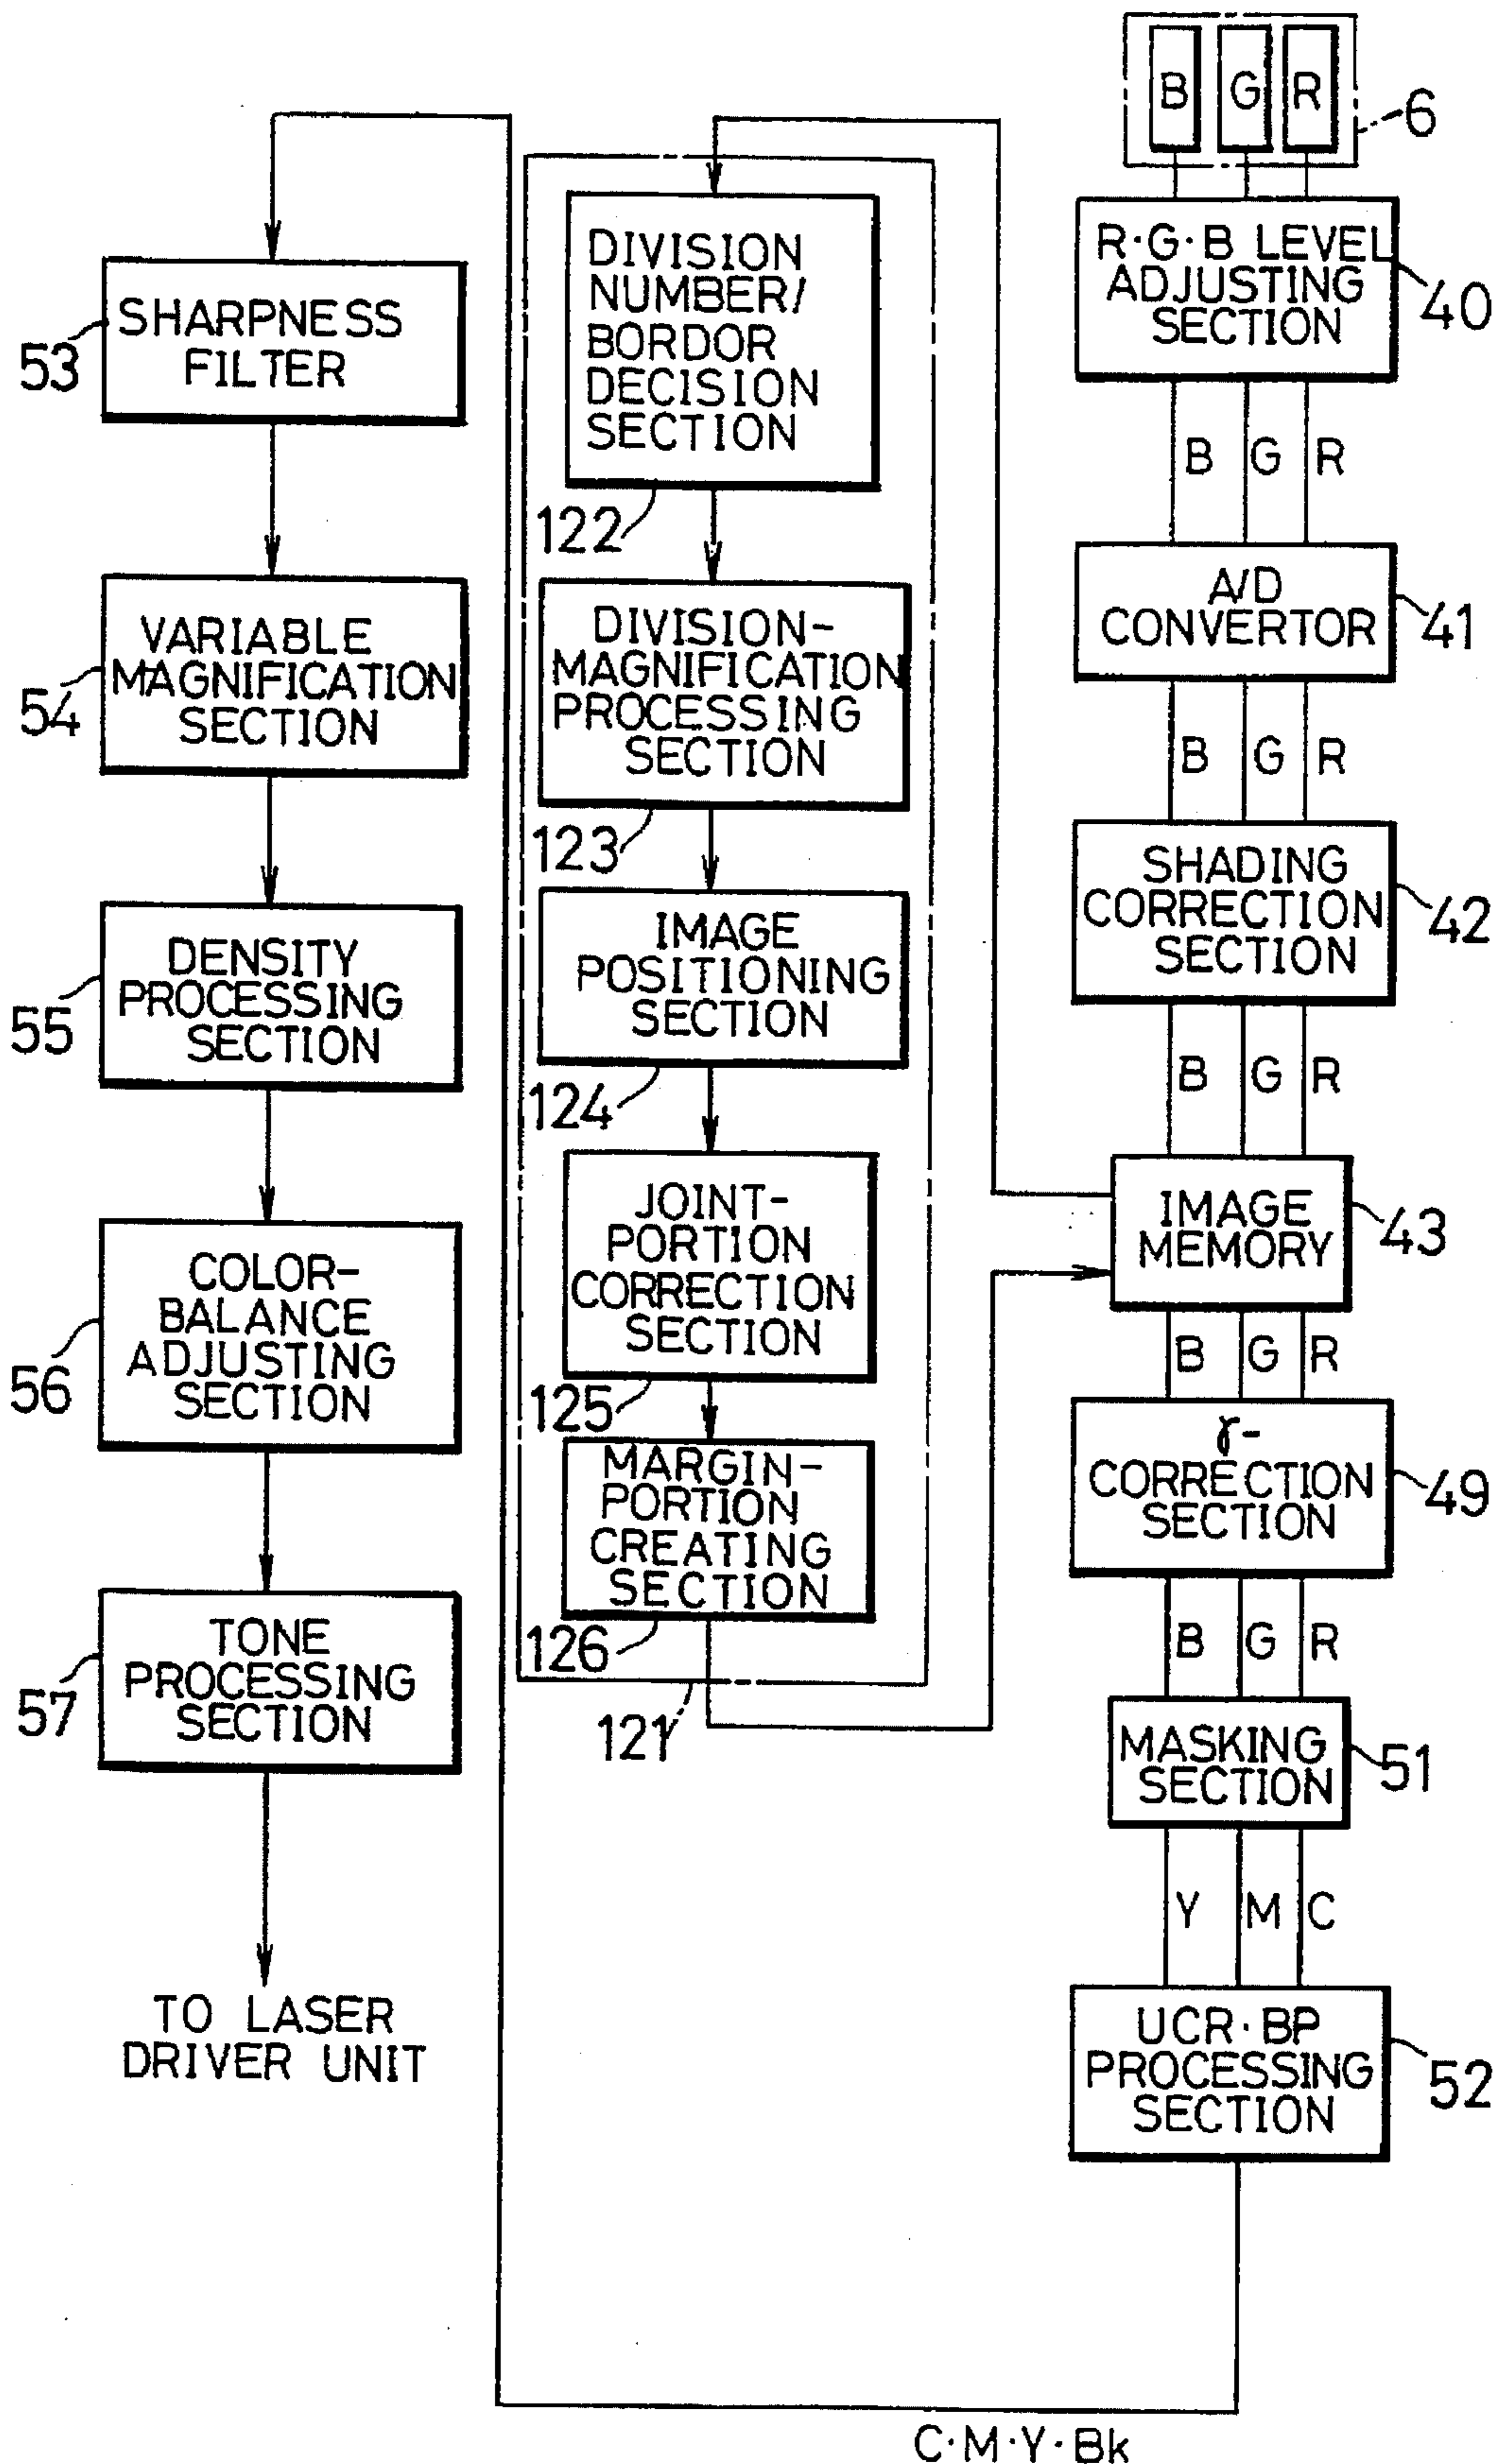 B G R
6
R·G·B LEVEL
ADJUSTING
SECTION
40
B G R
A/D
CONVERTOR
41
B G R
SHADING
CORRECTION
SECTION
42
B G R
IMAGE
MEMORY
43
B G R
γ-
CORRECTION
SECTION
49
B G R
MASKING
SECTION
51
Y M C
UCR·BP
PROCESSING
SECTION
52
C·M·Y·Bk
DIVISION
NUMBER/
BORDOR
DECISION
SECTION
122
DIVISION-
MAGNIFICATION
PROCESSING
SECTION
123
IMAGE
POSITIONING
SECTION
124
JOINT-
PORTION
CORRECTION
SECTION
125
MARGIN-
PORTION
CREATING
SECTION
126
121
SHARPNESS
FILTER
53
VARIABLE
MAGNIFICATION
SECTION
54
DENSITY
PROCESSING
SECTION
55
COLOR-
BALANCE
ADJUSTING
SECTION
56
TONE
PROCESSING
SECTION
57
TO LASER
DRIVER UNIT